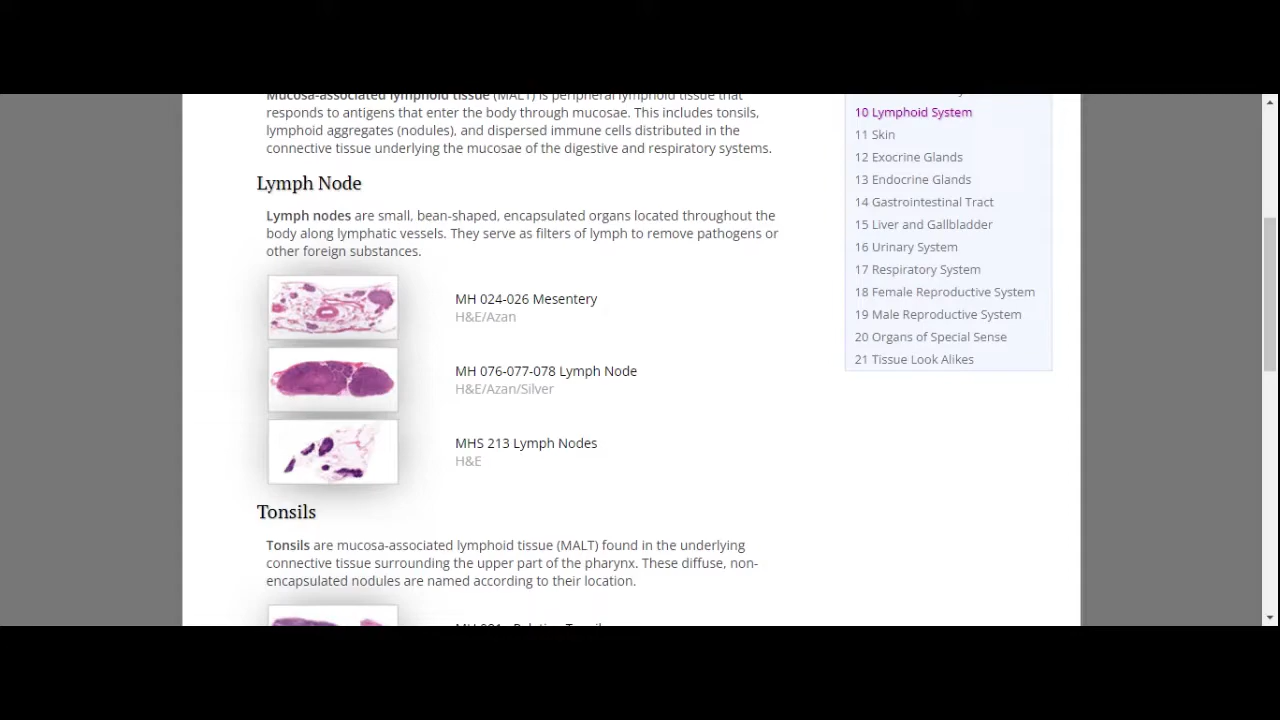 Mucosa-associated lymphoid tissue (MALT) is peripheral lymphoid tissue that
responds to antigens that enter the body through mucosae. This includes tonsils,
lymphoid aggregates (nodules), and dispersed immune cells distributed in the
connective tissue underlying the mucosae of the digestive and respiratory systems.
Lymph Node
Lymph nodes are small, bean-shaped, encapsulated organs located throughout the
body along lymphatic vessels. They serve as filters of lymph to remove pathogens or
other foreign substances.
MH 024-026 Mesentery
H&E/Azan
MH 076-077-078 Lymph Node
H&E/Azan/Silver
MHS 213 Lymph Nodes
H&E
Tonsils
Tonsils are mucosa-associated lymphoid tissue (MALT) found in the underlying
connective tissue surrounding the upper part of the pharynx. These diffuse, non-
encapsulated nodules are named according to their location.
10 Lymphoid System
11 Skin
12 Exocrine Glands
13 Endocrine Glands
14 Gastrointestinal Tract
15 Liver and Gallbladder
16 Urinary System
17 Respiratory System
18 Female Reproductive System
19 Male Reproductive System
20 Organs of Special Sense
21 Tissue Look Alikes